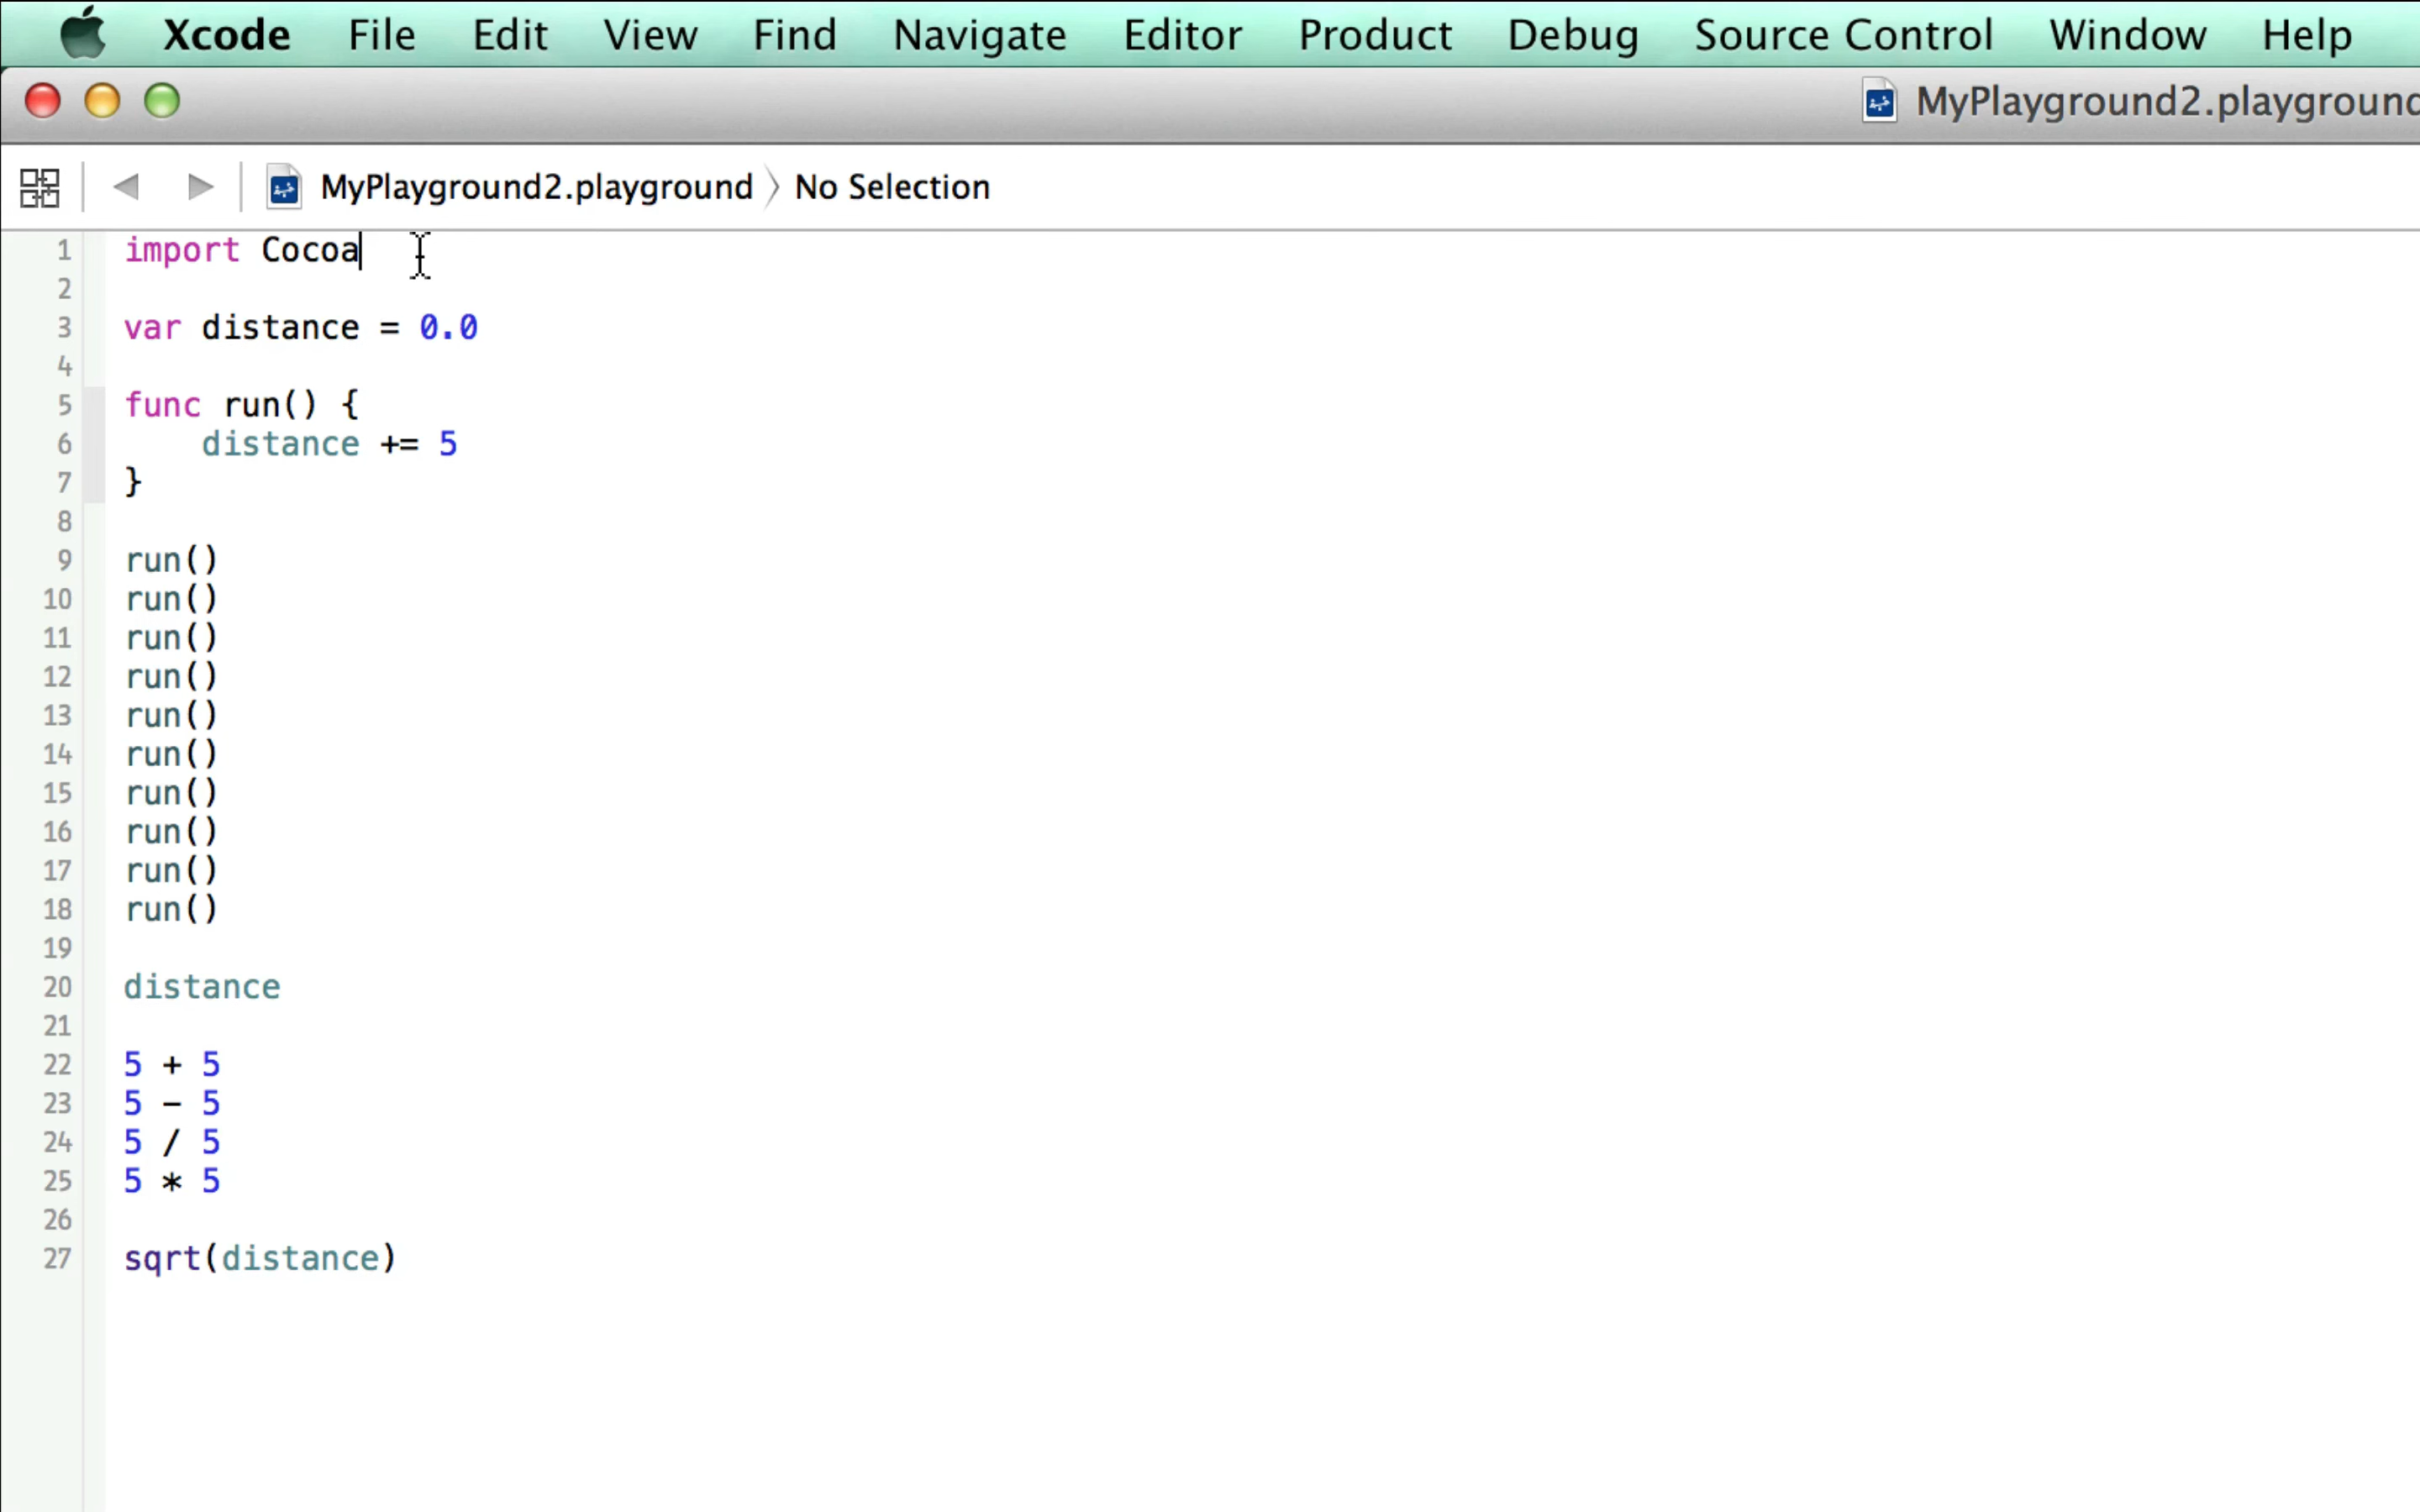 Xcode File Edit View Find Navigate Editor Product Debug Source Control Window Help
MyPlayground2.playground
MyPlayground2.playground No Selection
1 import Cocoa
2
3 var distance = 0.0
4
5 func run() {
6     distance += 5
7 }
8
9 run()
10 run()
11 run()
12 run()
13 run()
14 run()
15 run()
16 run()
17 run()
18 run()
19
20 distance
21
22 5 + 5
23 5 - 5
24 5 / 5
25 5 * 5
26
27 sqrt(distance)